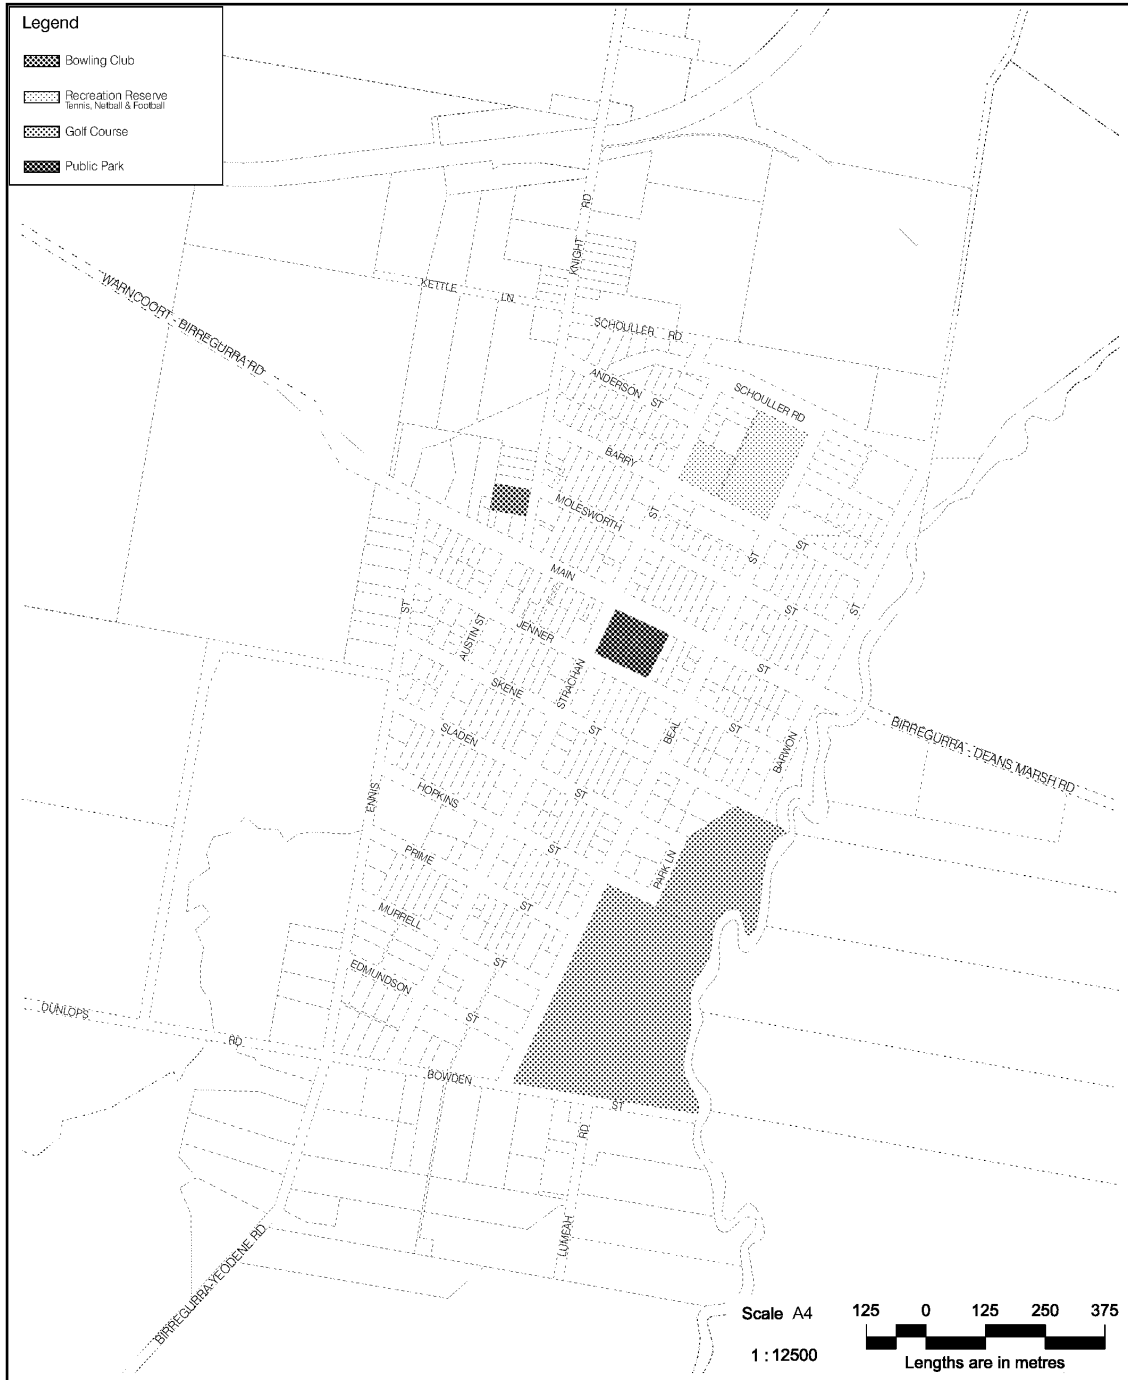 Legend
Bowling Club
Recreation Reserve
Tennis, Netball & Football
Golf Course
Public Park
KNIGHT RD
KETTLE LN
WARNCOORT - BIRREGURRA RD
SCHOULLER RD
ANDERSON ST
SCHOULLER RD
BARRY ST
MOLESWORTH ST
MAIN ST
ST
ST
ST
JENNER ST
AUSTIN ST
ST
STRACHAN
SKENE ST
BEAL
BARWON
BIRREGURRA - DEANS MARSH RD
SLADEN ST
HOPKINS ST
ENNIS
PRIME ST
PARK LN
MURRELL ST
EDMUNDSON ST
DUNLOPS RD
BOWDEN ST
LUMEAH RD
BIRREGURRA-YEODENE RD
Scale A4
1 : 12500
125 0 125 250 375
Lengths are in metres